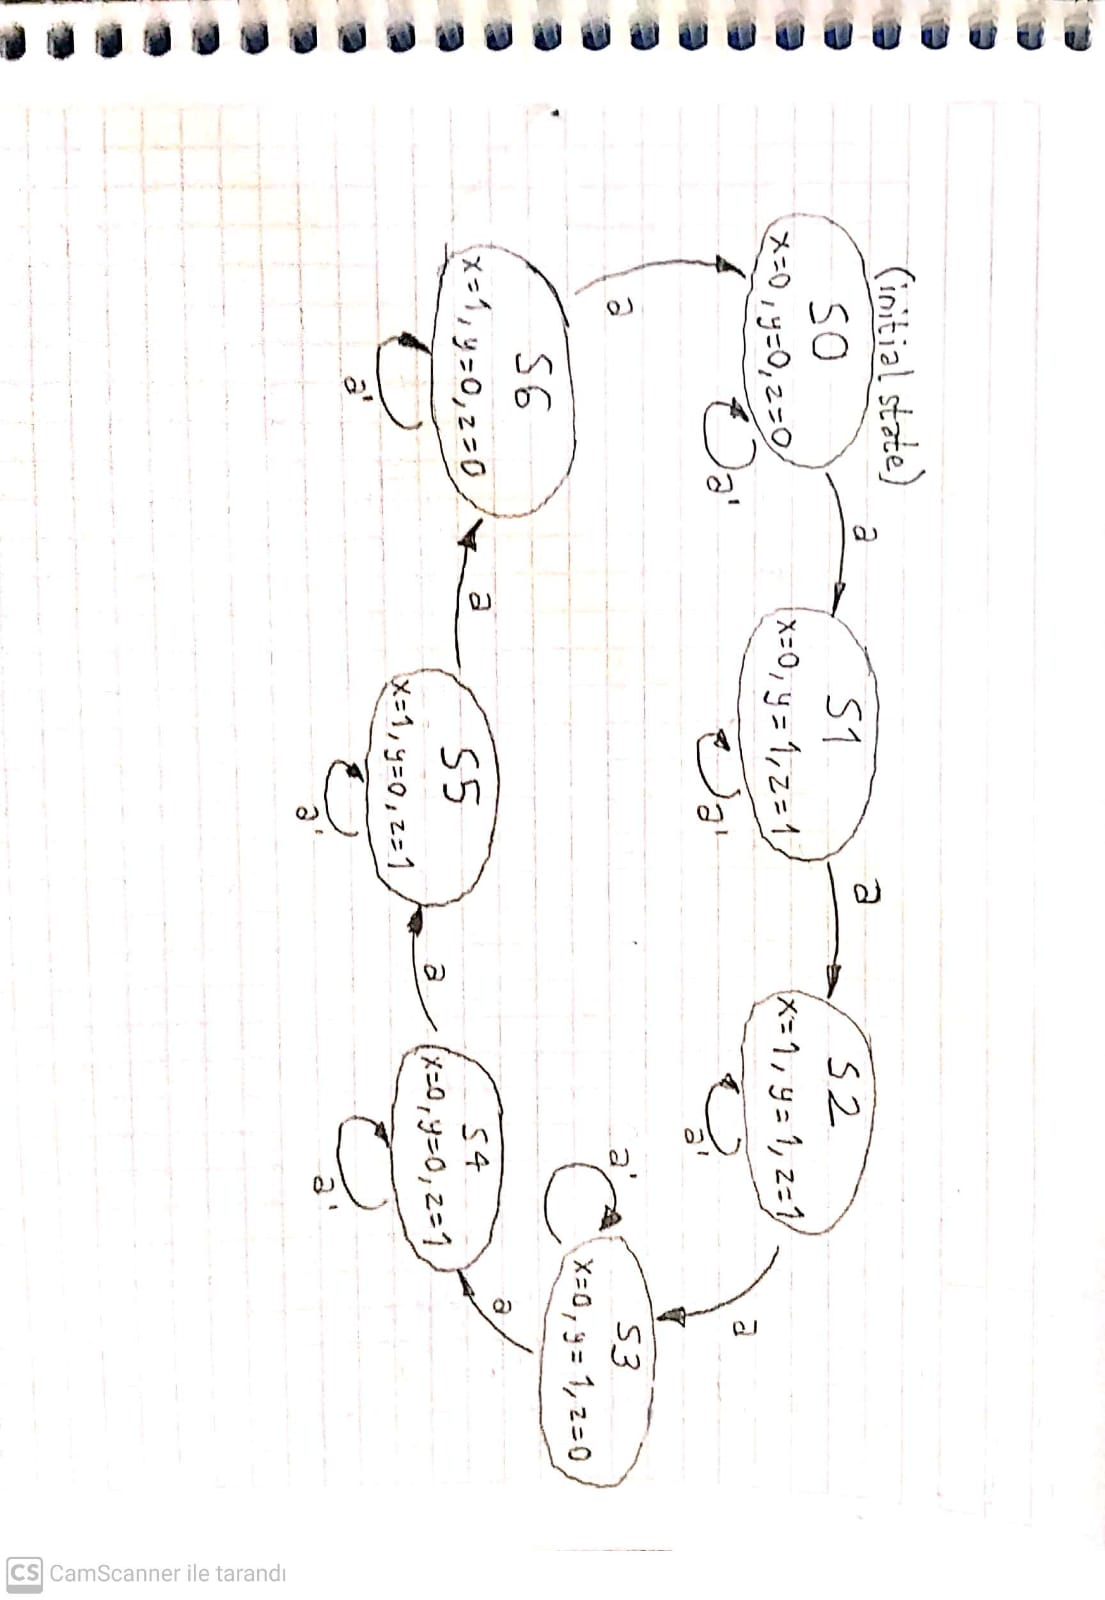 (initial state)
S0
x=0, y=0, z=0
a
S1
x=0, y=1, z=1
a
S2
x=1, y=1, z=1
a'
a'
a'
a
S3
x=0, y=1, z=0
a'
a
S4
x=0, y=0, z=1
a'
a
S5
x=1, y=0, z=1
a'
a
S6
x=1, y=0, z=0
a'
a
CS CamScanner ile tarandı